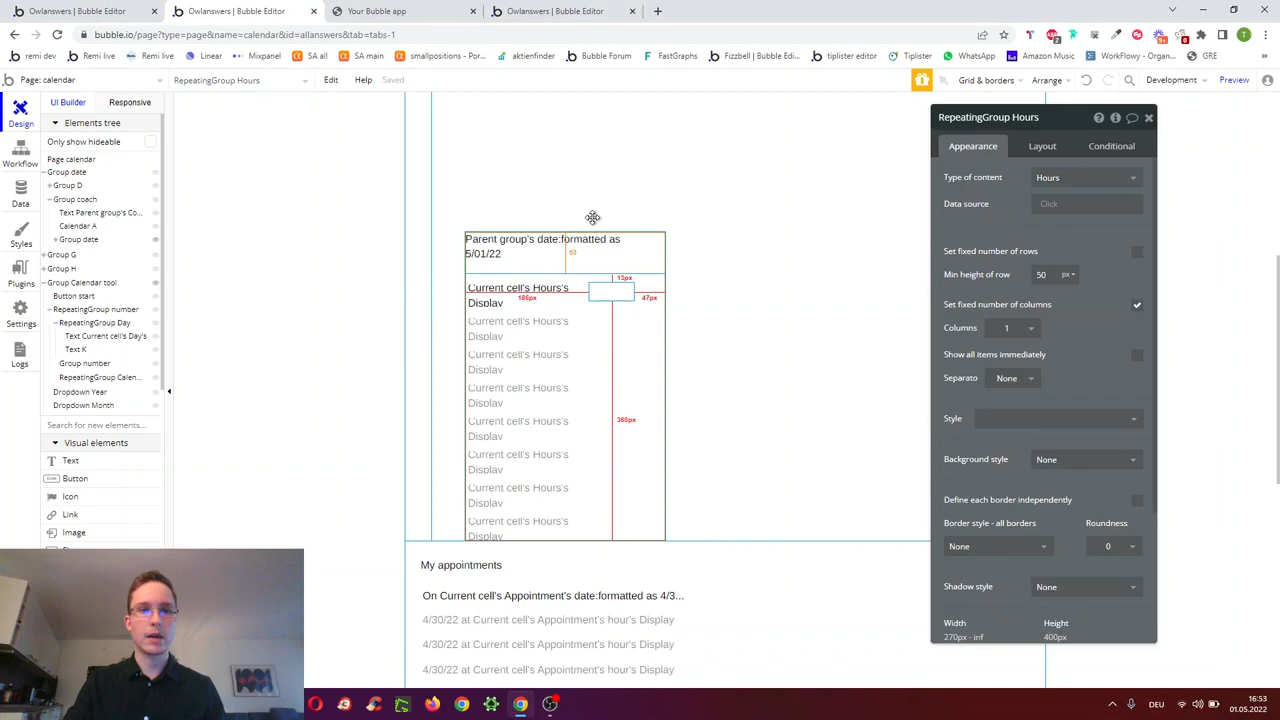 Owlanswers | Bubble Editor
Owlanswers | Bubble Editor
Your Bubble app
Owlanswers | Bubble Editor
bubble.io/page?type=page&name=calendar&id=allanswers&tab=tabs-1
remi dev
Remi live
Remi live
Linear
Mixpanel
SA all
small positions
aktienfinder
Bubble Forum
FastGraphs
Fizzbell | Bubble Edi...
tiplister editor
Tiplister
WhatsApp
Amazon Music
WorkFlowy - Organ...
GRE
Page: calendar
RepeatingGroup Hours
Edit
Help
Saved
Grid & borders
Arrange
Development
Preview
Design
Workflow
Data
Styles
Plugins
Settings
Logs
UI Builder
Responsive
Elements tree
Only show hideable
Page calendar
Group date
Group D
Group coach
Text Parent group's Co...
Calendar A
Group date
Group G
Group H
Group Calendar tool
Button start
RepeatingGroup number
RepeatingGroup Day
Text Current cell's Day's
Text K
Group number
RepeatingGroup Calen...
Dropdown Year
Dropdown Month
Search for new elements...
Visual elements
Text
Button
Icon
Link
Image
Parent group's date:formatted as
5/01/22
63
13px
186px
47px
360px
Current cell's Hours's
Display
Current cell's Hours's
Display
Current cell's Hours's
Display
Current cell's Hours's
Display
Current cell's Hours's
Display
Current cell's Hours's
Display
Current cell's Hours's
Display
Current cell's Hours's
Display
My appointments
On Current cell's Appointment's date:formatted as 4/3...
4/30/22 at Current cell's Appointment's hour's Display
4/30/22 at Current cell's Appointment's hour's Display
4/30/22 at Current cell's Appointment's hour's Display
RepeatingGroup Hours
Appearance
Layout
Conditional
Type of content
Hours
Data source
Click
Set fixed number of rows
Min height of row
50
px
Set fixed number of columns
Columns
1
Show all items immediately
Separato
None
Style
Background style
None
Define each border independently
Border style - all borders
Roundness
None
0
Shadow style
None
Width
Height
270px - inf
400px
DEU
16:53
01.05.2022